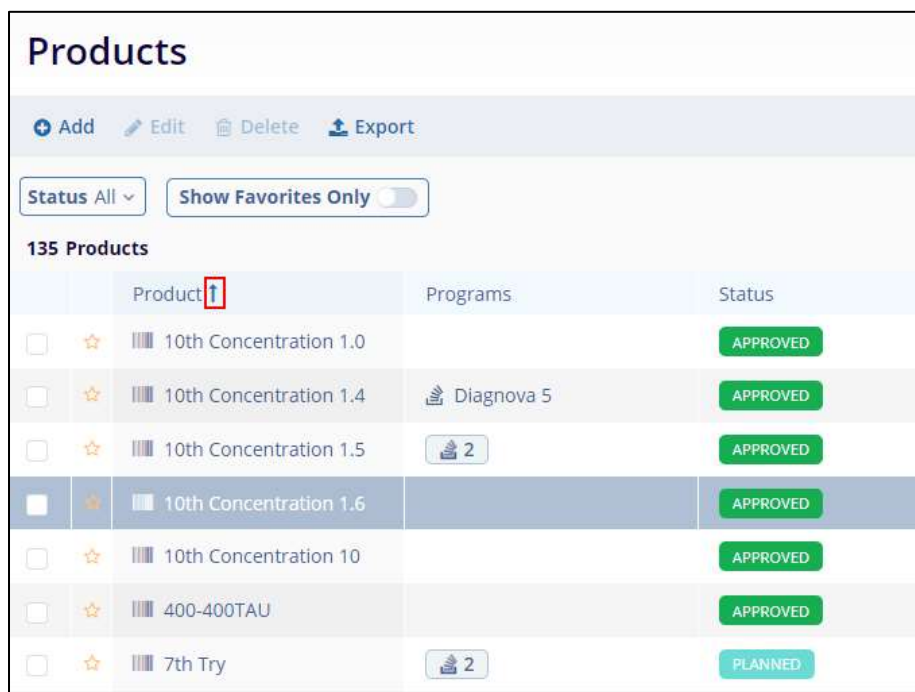 Products
Add Edit Delete Export
Status All Show Favorites Only
135 Products
Product Programs Status
10th Concentration 1.0 APPROVED
10th Concentration 1.4 Diagnova 5 APPROVED
10th Concentration 1.5 2 APPROVED
10th Concentration 1.6 APPROVED
10th Concentration 10 APPROVED
400-400TAU APPROVED
7th Try 2 PLANNED